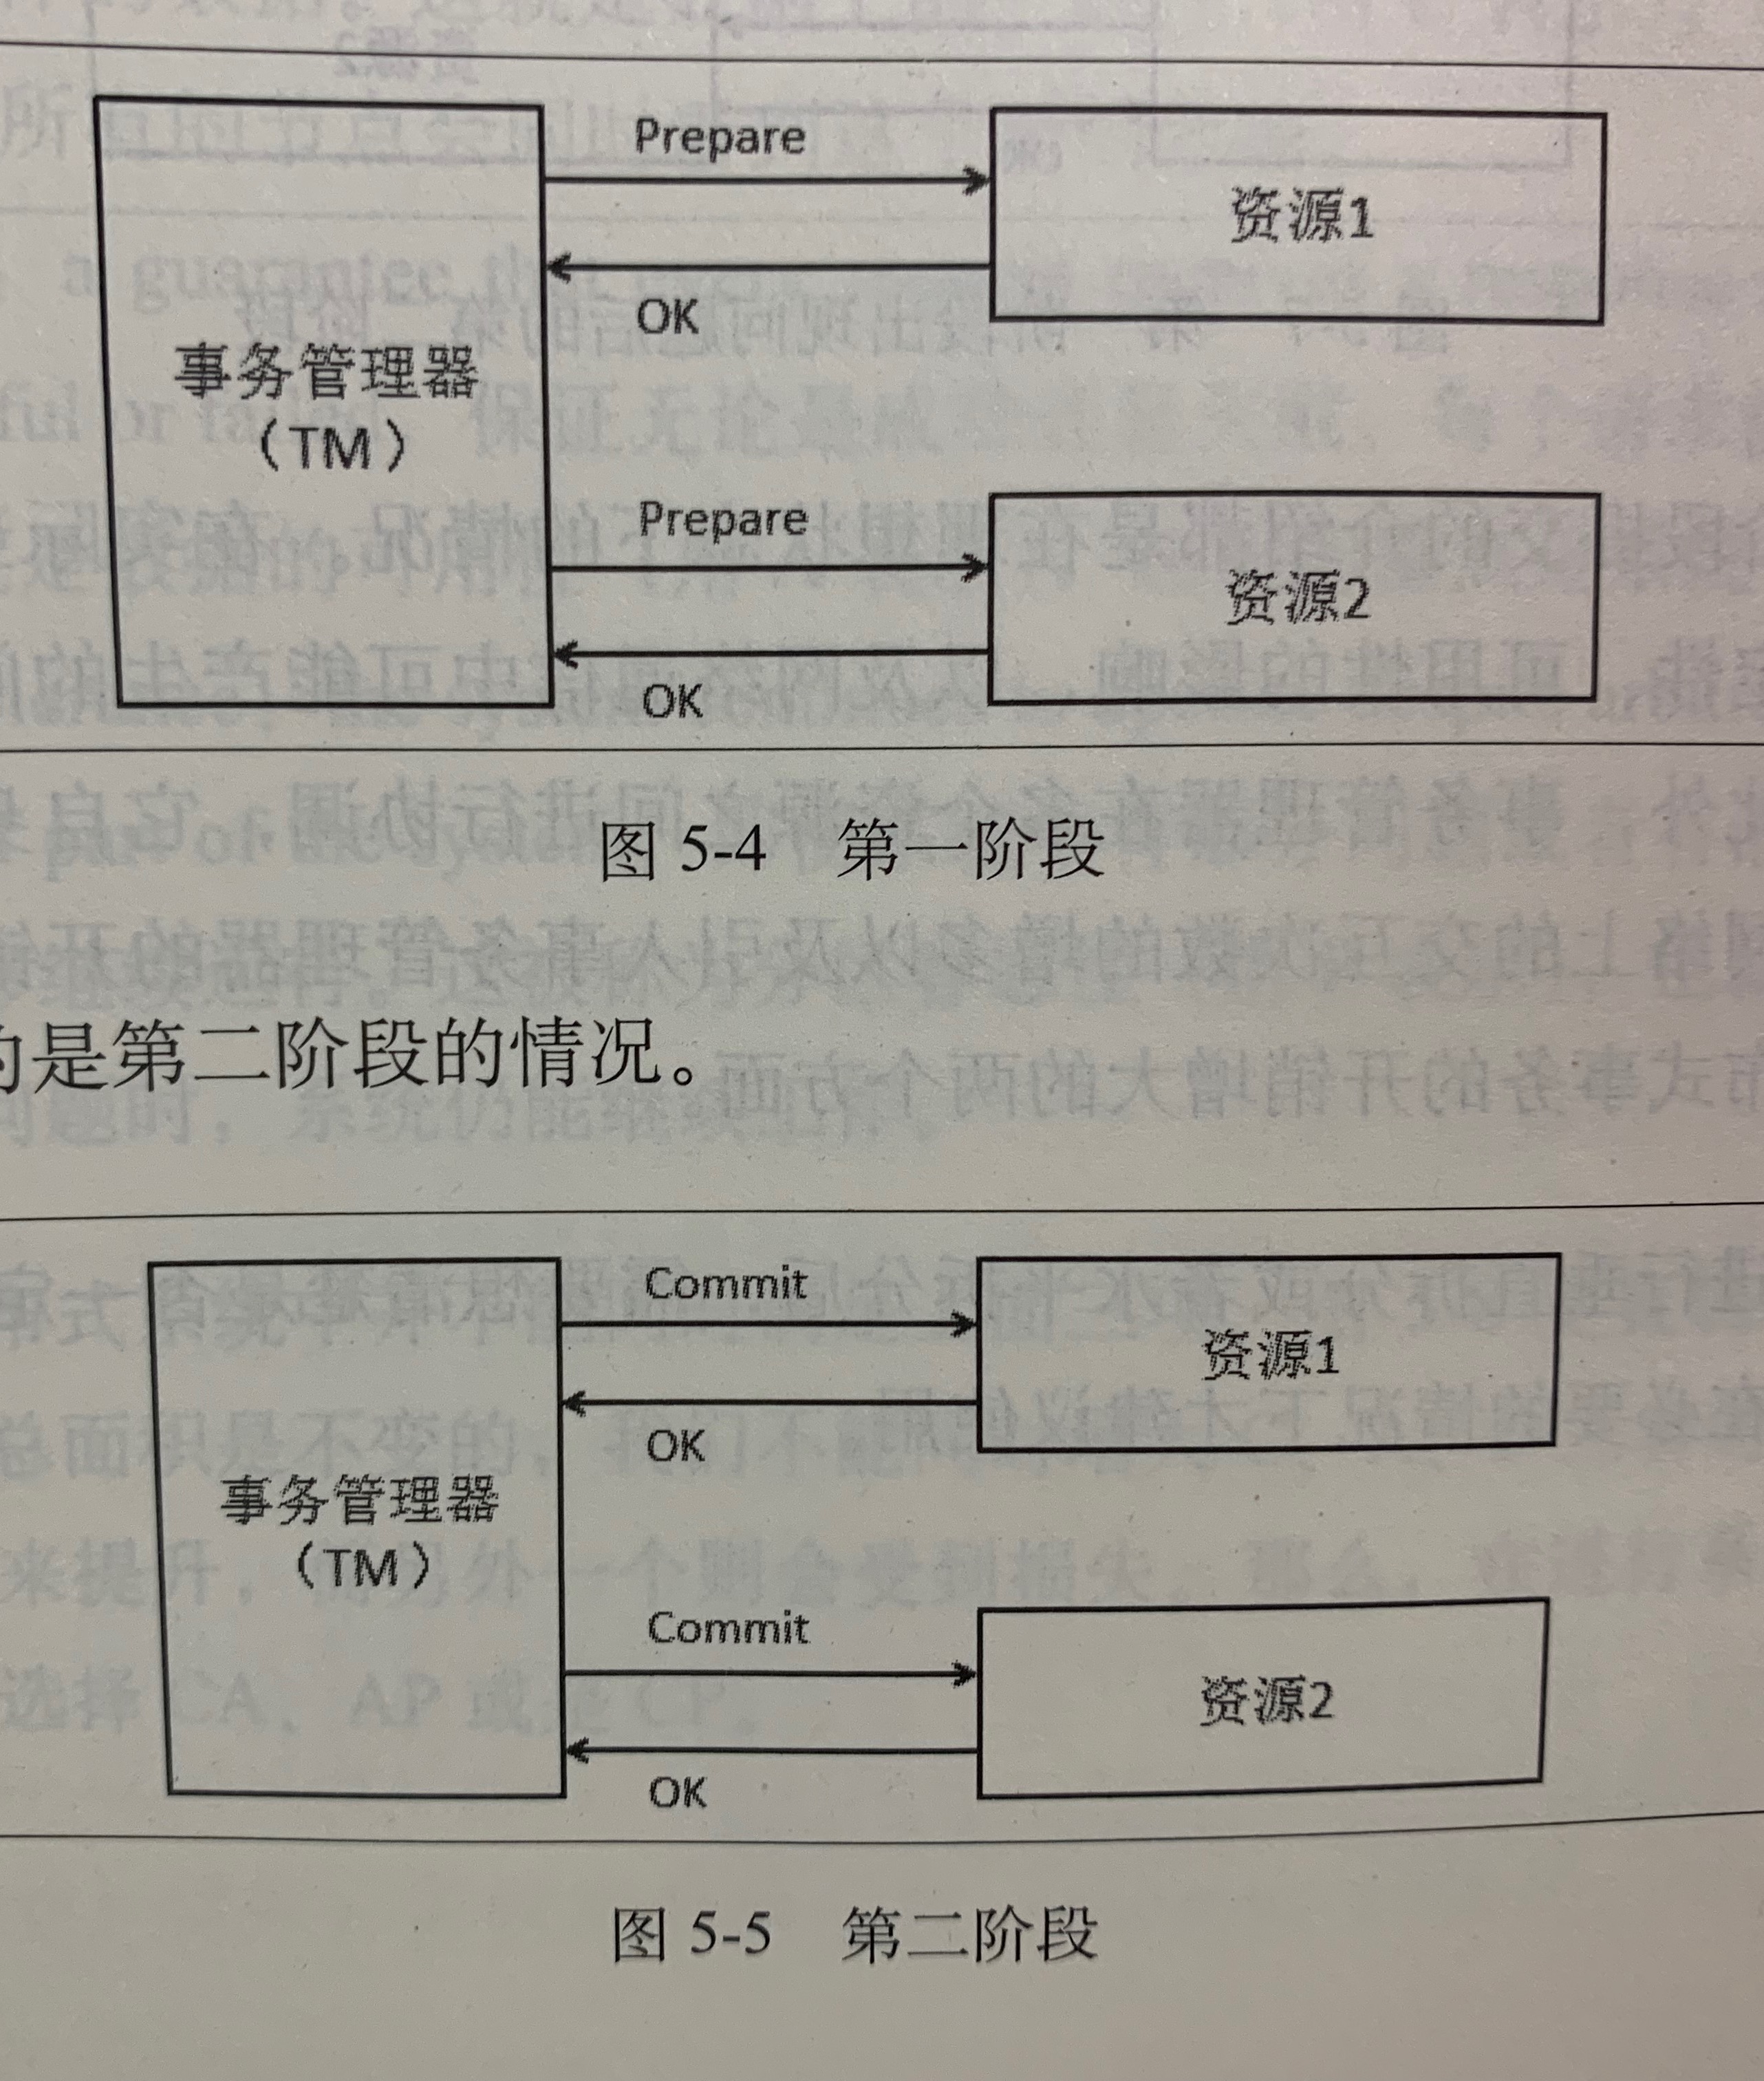 Prepare
资源1
OK
事务管理器
（TM）
Prepare
资源2
OK
图 5-4 第一阶段
的是第二阶段的情况。
Commit
资源1
OK
事务管理器
（TM）
Commit
资源2
OK
图 5-5 第二阶段